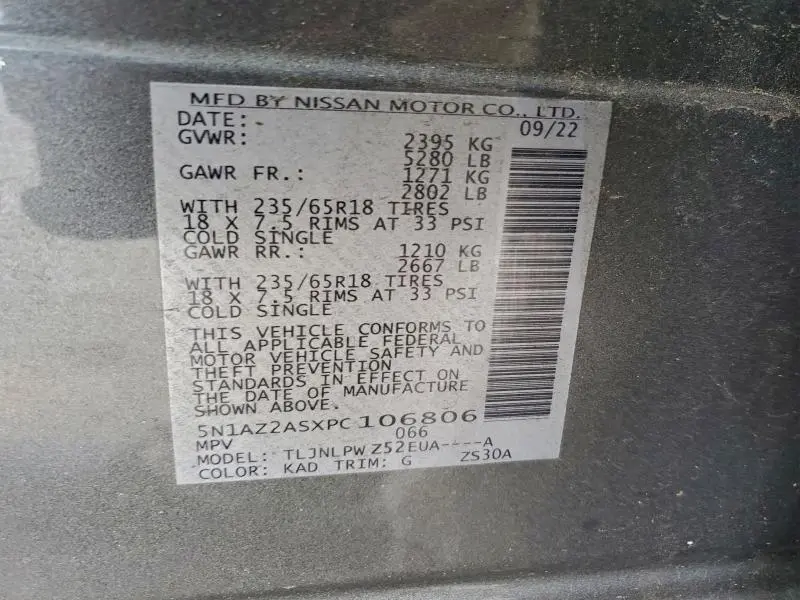 MFD BY NISSAN MOTOR CO., LTD.
DATE: 09/22
GVWR: 2395 KG
5280 LB
GAWR FR.: 1271 KG
2802 LB
WITH 235/65R18 TIRES
18 X 7.5 RIMS AT 33 PSI
COLD SINGLE
GAWR RR.: 1210 KG
2667 LB
WITH 235/65R18 TIRES
18 X 7.5 RIMS AT 33 PSI
COLD SINGLE
THIS VEHICLE CONFORMS TO
ALL APPLICABLE FEDERAL
MOTOR VEHICLE SAFETY AND
THEFT PREVENTION
STANDARDS IN EFFECT ON
THE DATE OF MANUFACTURE
SHOWN ABOVE.
5N1AZ2ASXPC106806
MPV 066
MODEL: TLJNLPW Z52EUA----A
COLOR: KAD TRIM: G ZS30A